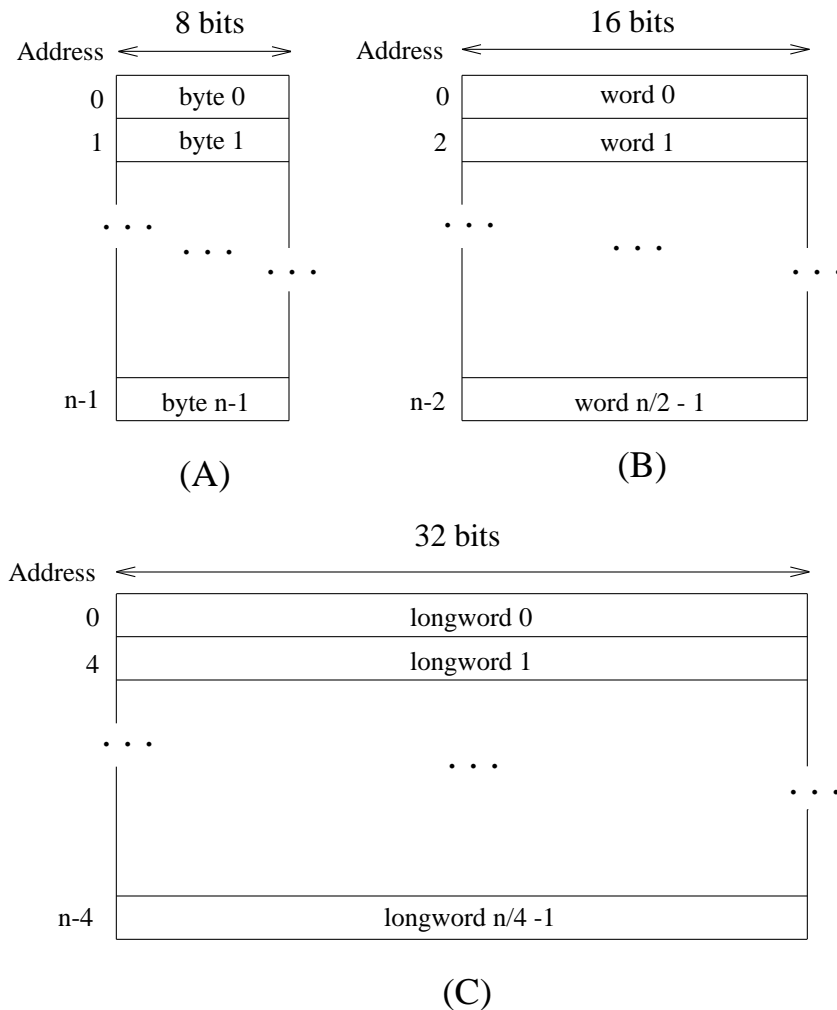 8 bits
Address
0 byte 0
1 byte 1
. . .
. . .
. . .
n-1 byte n-1
(A)
16 bits
Address
0 word 0
2 word 1
. . .
. . .
. . .
n-2 word n/2 - 1
(B)
32 bits
Address
0 longword 0
4 longword 1
. . .
. . .
. . .
n-4 longword n/4 -1
(C)